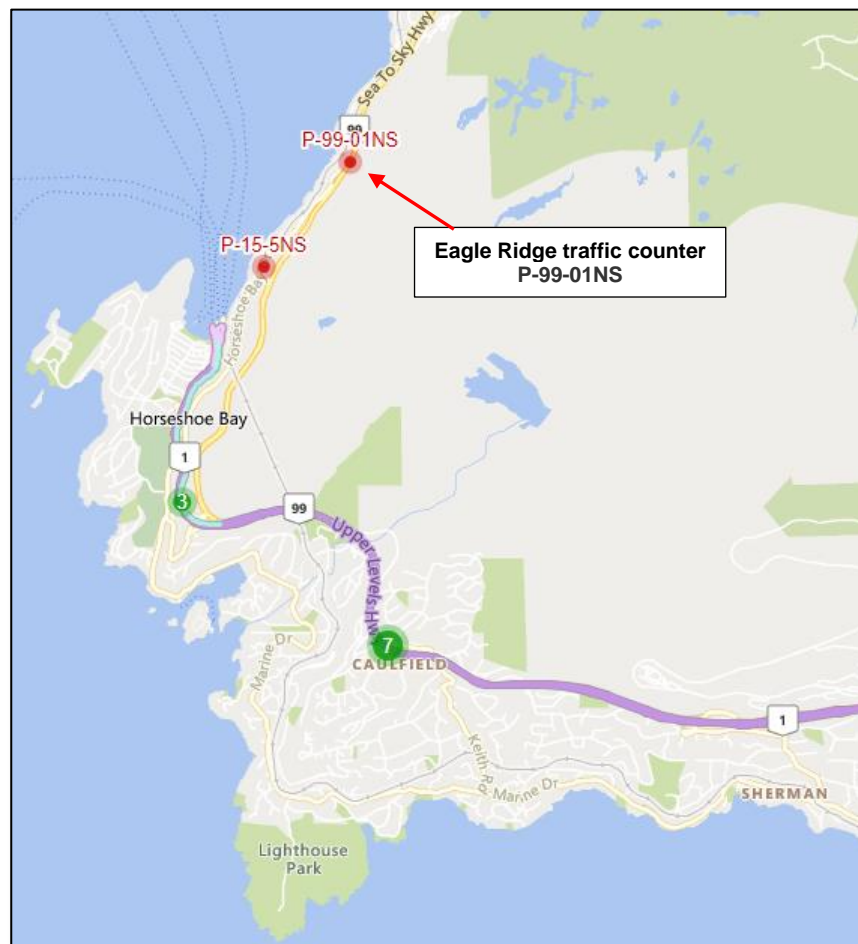 Sea To Sky Hwy
99
P-99-01NS
Eagle Ridge traffic counter
P-99-01NS
P-15-5NS
Horseshoe Bay
Horseshoe Bay
1
3
99
Upper Levels Hwy
7
CAULFIELD
Marine Dr
Keith Rd
Marine Dr
1
SHERMAN
Lighthouse
Park